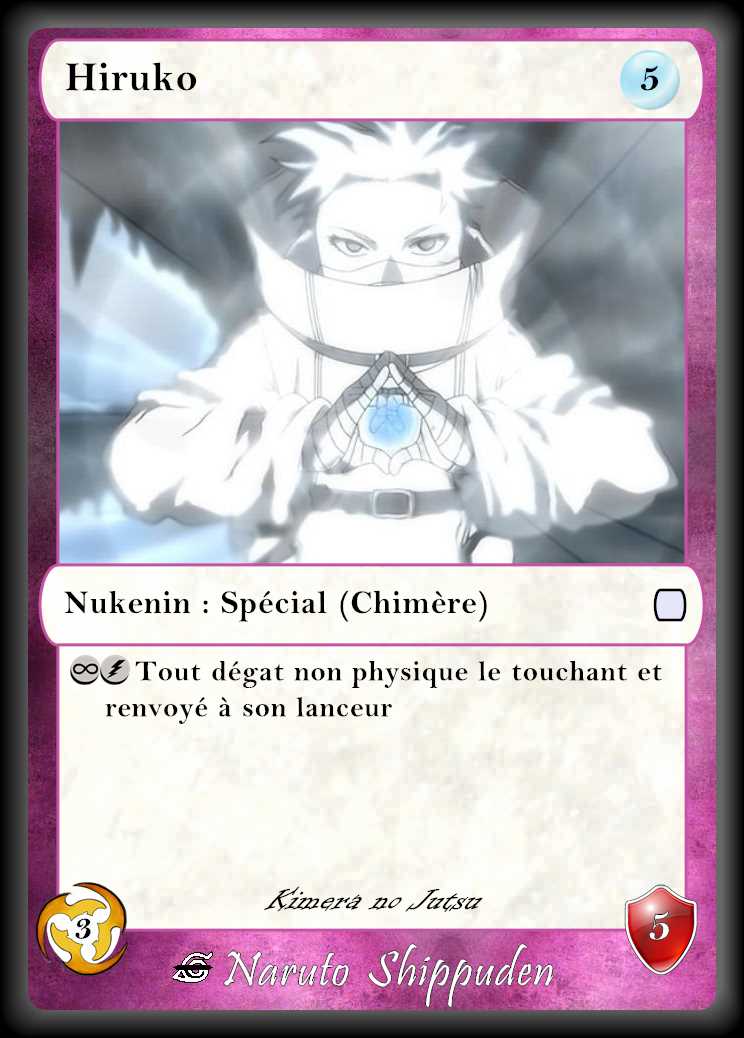 Hiruko
5
Nukenin : Spécial (Chimère)
∞ Tout dégat non physique le touchant et
renvoyé à son lanceur
Kimera no Jutsu
3
5
Naruto Shippuden